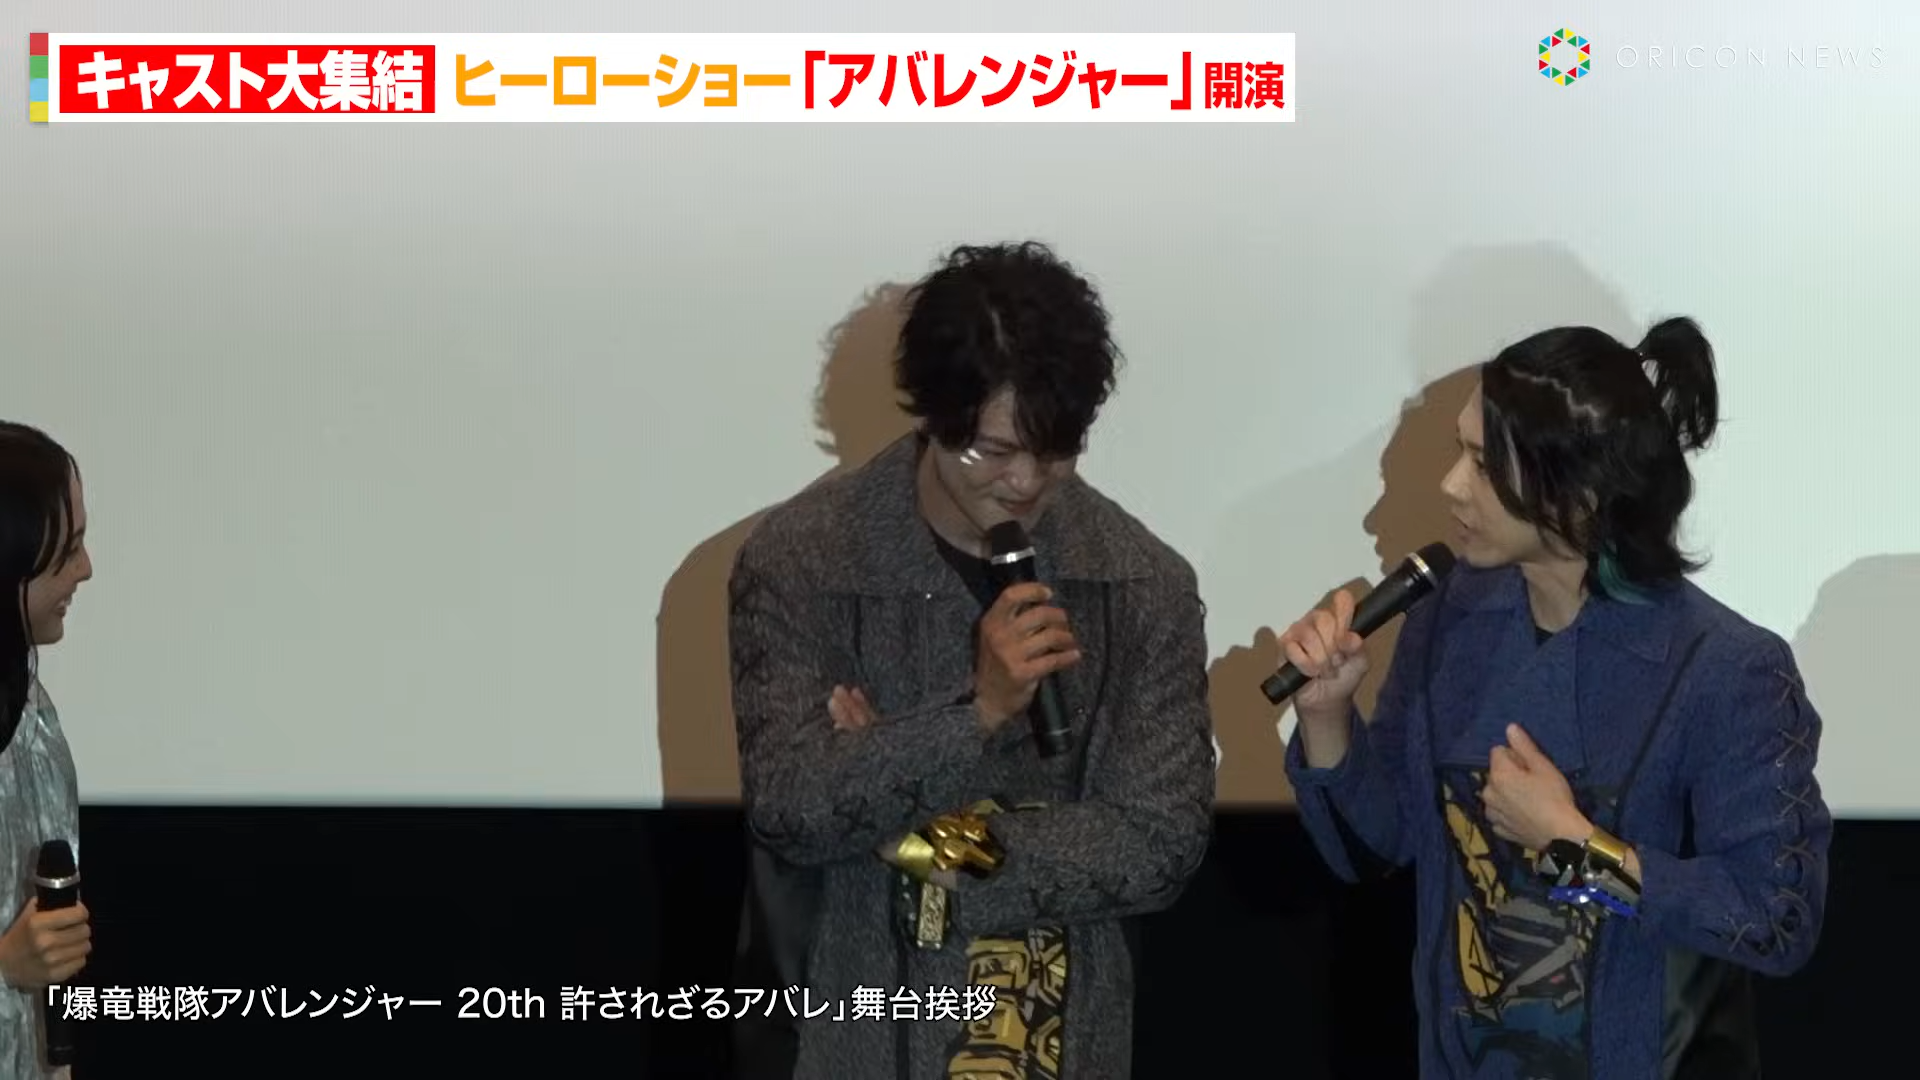 キャスト大集結 ヒーローショー「アバレンジャー」開演
ORICON NEWS
「爆竜戦隊アバレンジャー 20th 許されざるアバレ」舞台挨拶